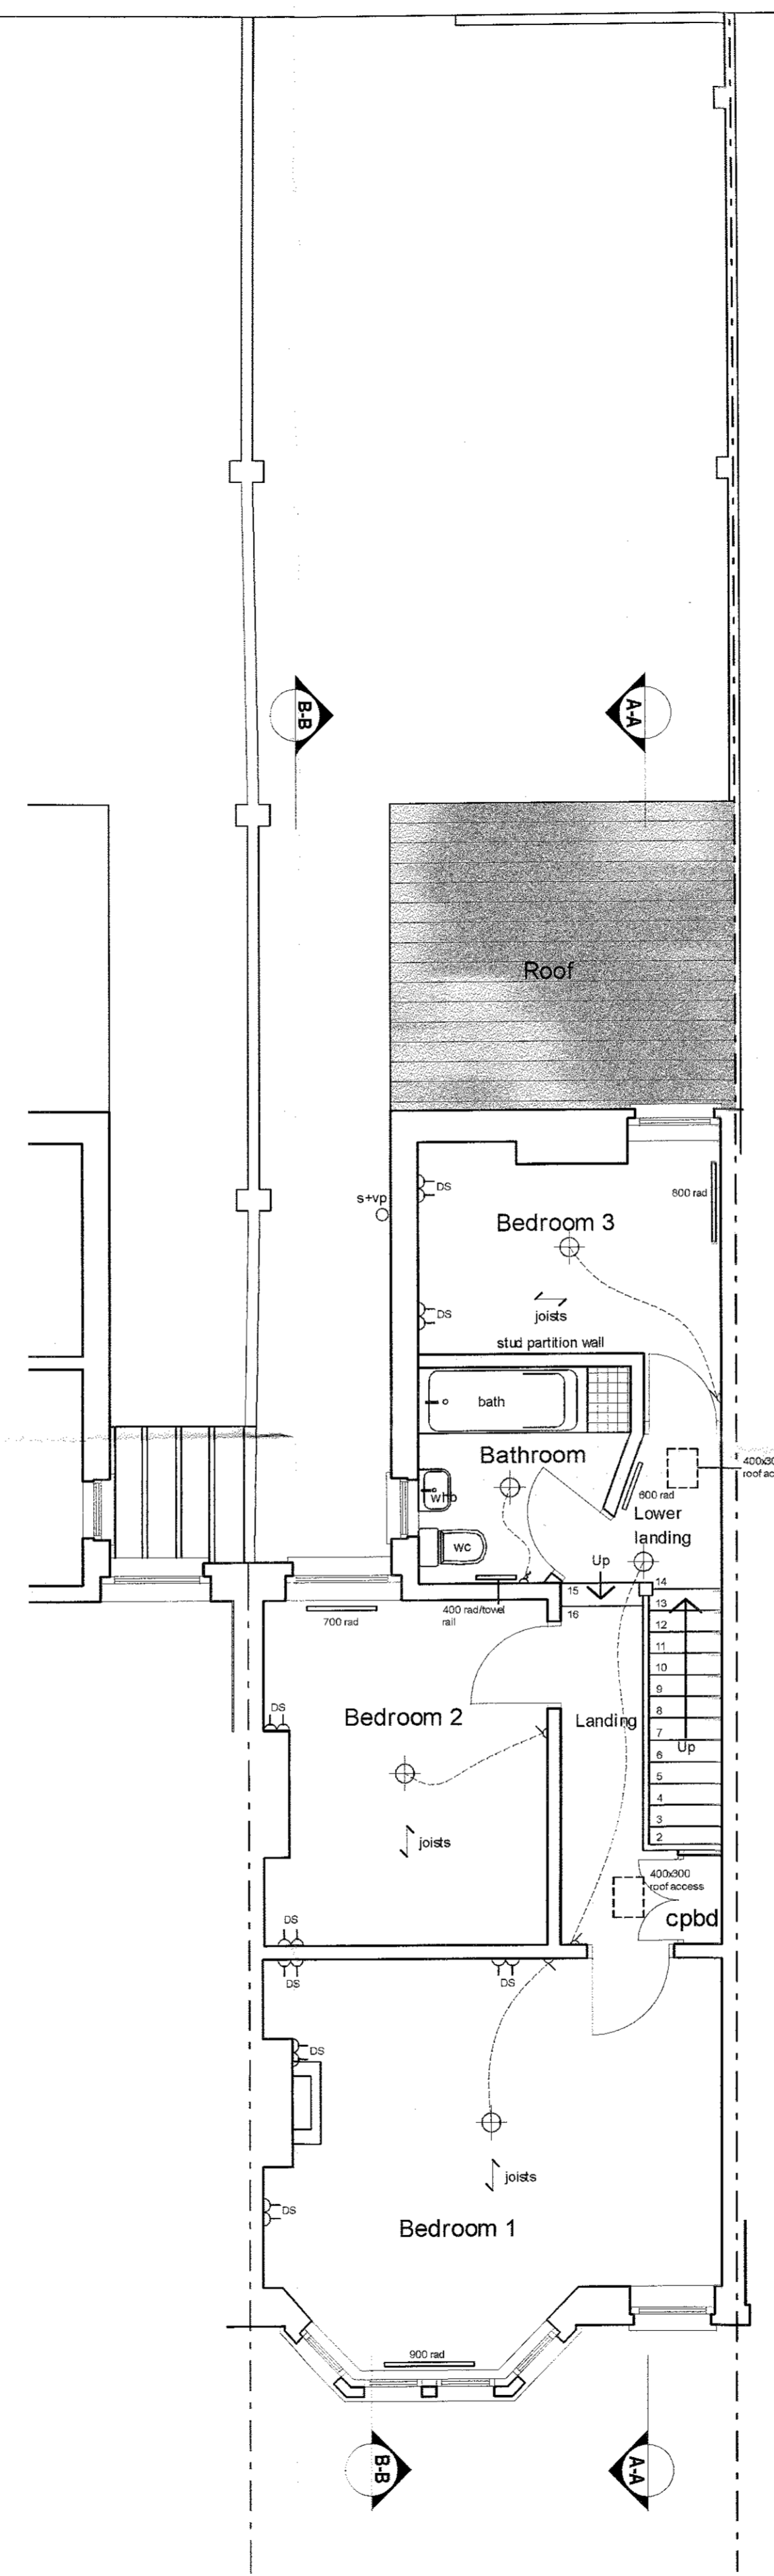 B-B
A-A
Roof
s+vp
DS
800 rad
Bedroom 3
DS
joists
stud partition wall
bath
Bathroom
400x30
roof ac
whb
600 rad
Lower
landing
wc
Up
15
14
16
13
400 rad/towel
rail
700 rad
12
11
10
9
8
7
6
5
4
3
2
DS
Bedroom 2
Landing
Up
joists
400x300
roof access
cpbd
DS
DS
DS
DS
joists
DS
Bedroom 1
900 rad
B-B
A-A